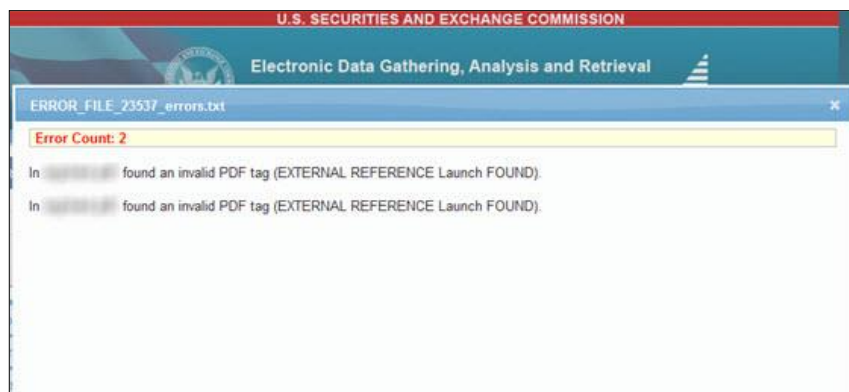 U.S. SECURITIES AND EXCHANGE COMMISSION
Electronic Data Gathering, Analysis and Retrieval
ERROR_FILE_23537_errors.txt
Error Count: 2
In found an invalid PDF tag (EXTERNAL REFERENCE Launch FOUND).
In found an invalid PDF tag (EXTERNAL REFERENCE Launch FOUND).